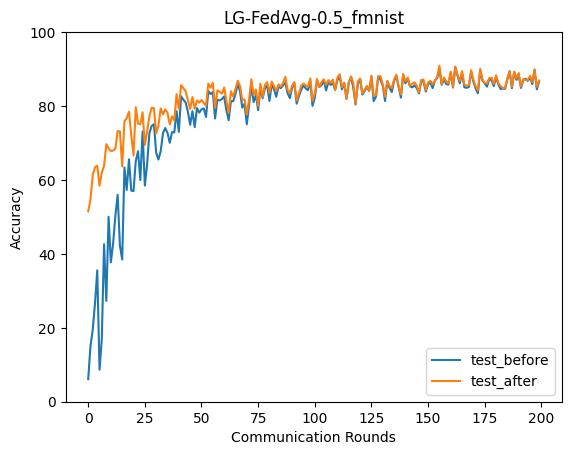 LG-FedAvg-0.5_fmnist
100
80
60
40
20
0
Accuracy
0 25 50 75 100 125 150 175 200
Communication Rounds
test_before
test_after